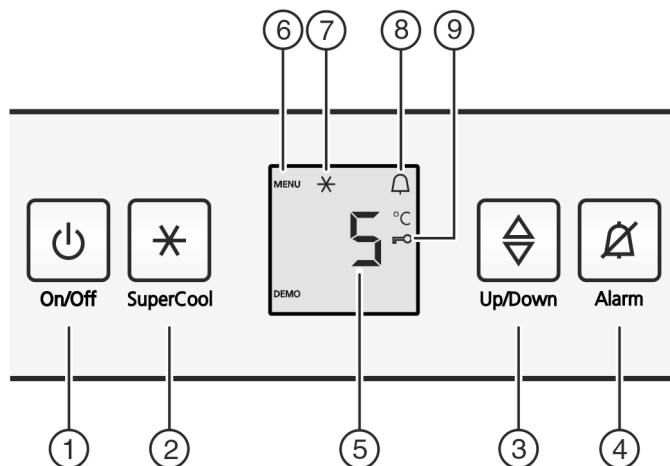 6 7 8 9
MENU
5 °C
DEMO
On/Off SuperCool Up/Down Alarm
1 2 5 3 4